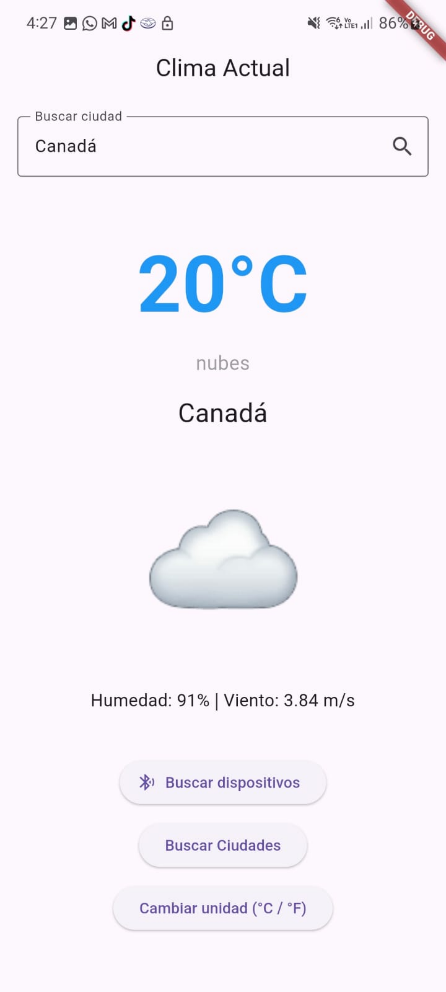 4:27 86%
DEBUG
Clima Actual
Buscar ciudad
Canadá
20°C
nubes
Canadá
Humedad: 91% | Viento: 3.84 m/s
Buscar dispositivos
Buscar Ciudades
Cambiar unidad (°C / °F)